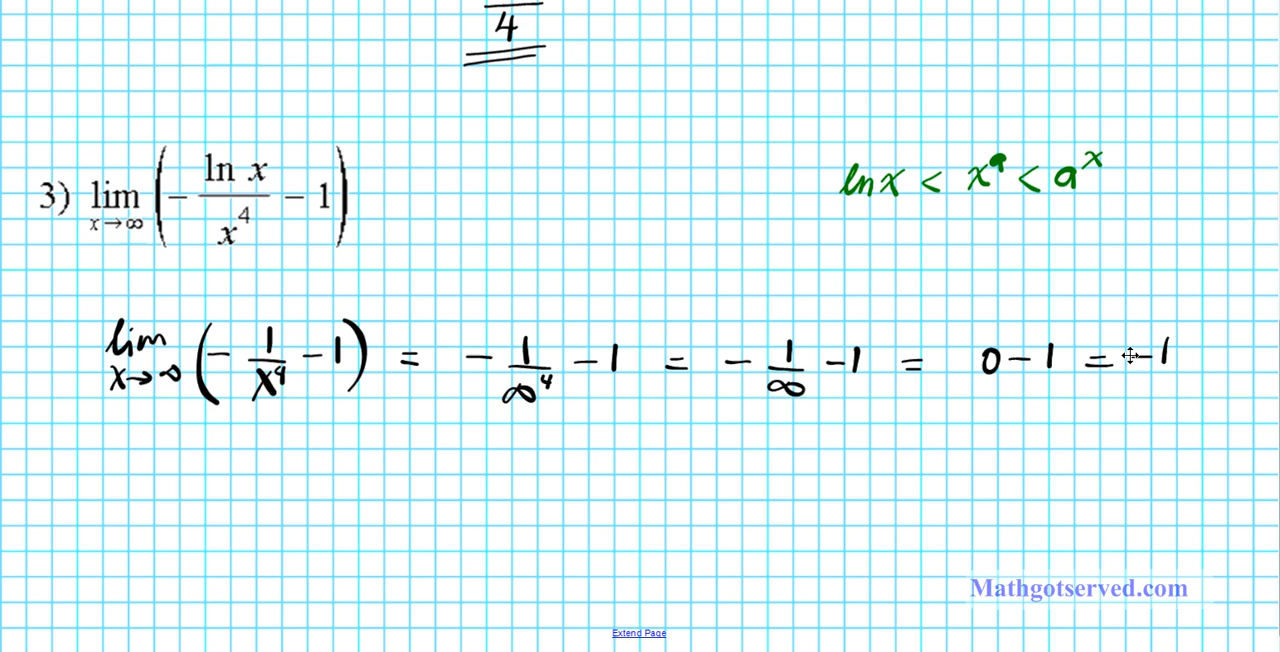 4
3) lim x→∞ (− ln x / x^4 − 1)
ln x < x^a < a^x
lim x→∞ (− 1/x^4 − 1) = − 1/∞^4 − 1 = − 1/∞ − 1 = 0 − 1 = −1
Mathgotserved.com
Extend Page